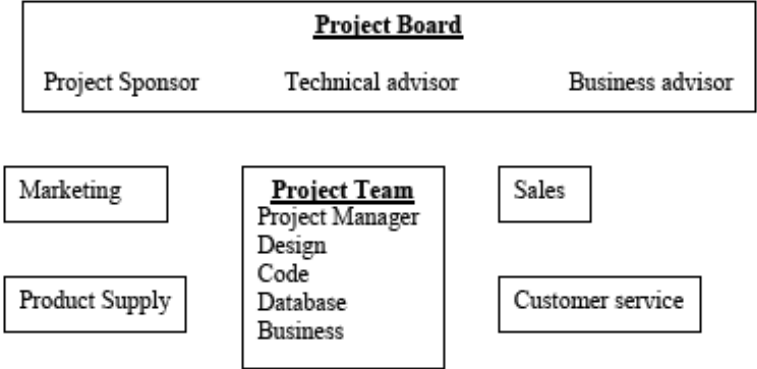 Project Board
Project Sponsor Technical advisor Business advisor
Marketing
Product Supply
Project Team
Project Manager
Design
Code
Database
Business
Sales
Customer service